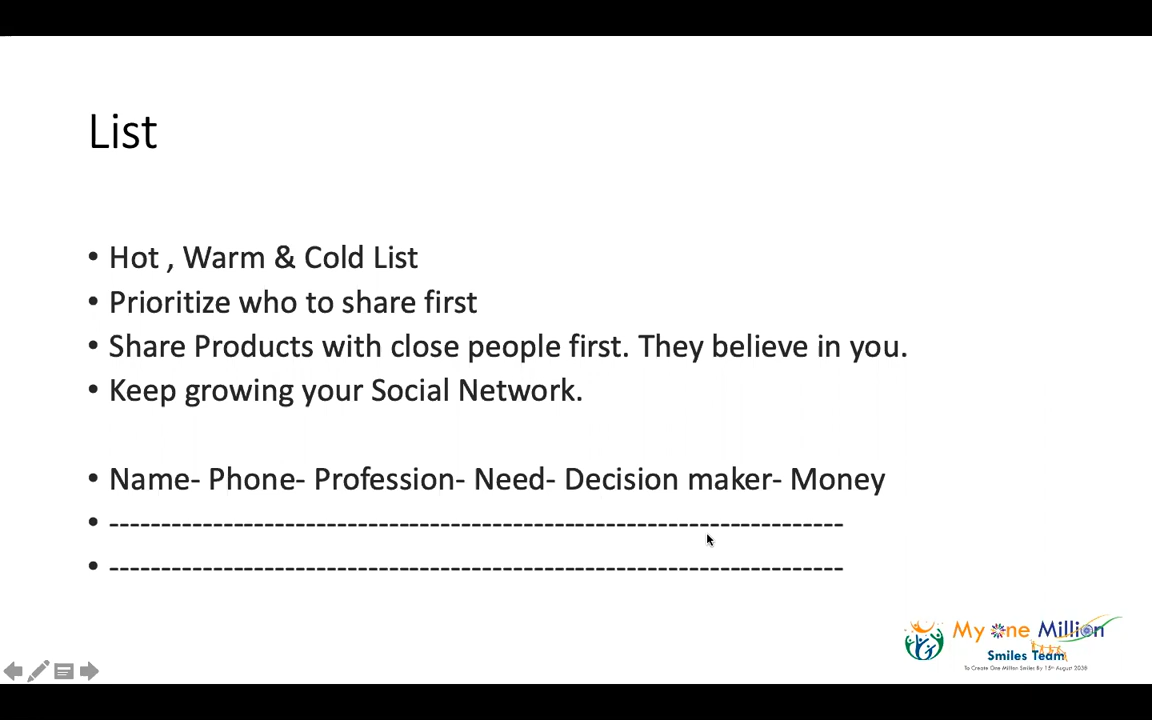 List
• Hot , Warm & Cold List
• Prioritize who to share first
• Share Products with close people first. They believe in you.
• Keep growing your Social Network.
• Name- Phone- Profession- Need- Decision maker- Money
• -----------------------------------------------------------------------
• -----------------------------------------------------------------------
My One Million
Smiles Team
To Create One Million Smiles By 15th August 2038